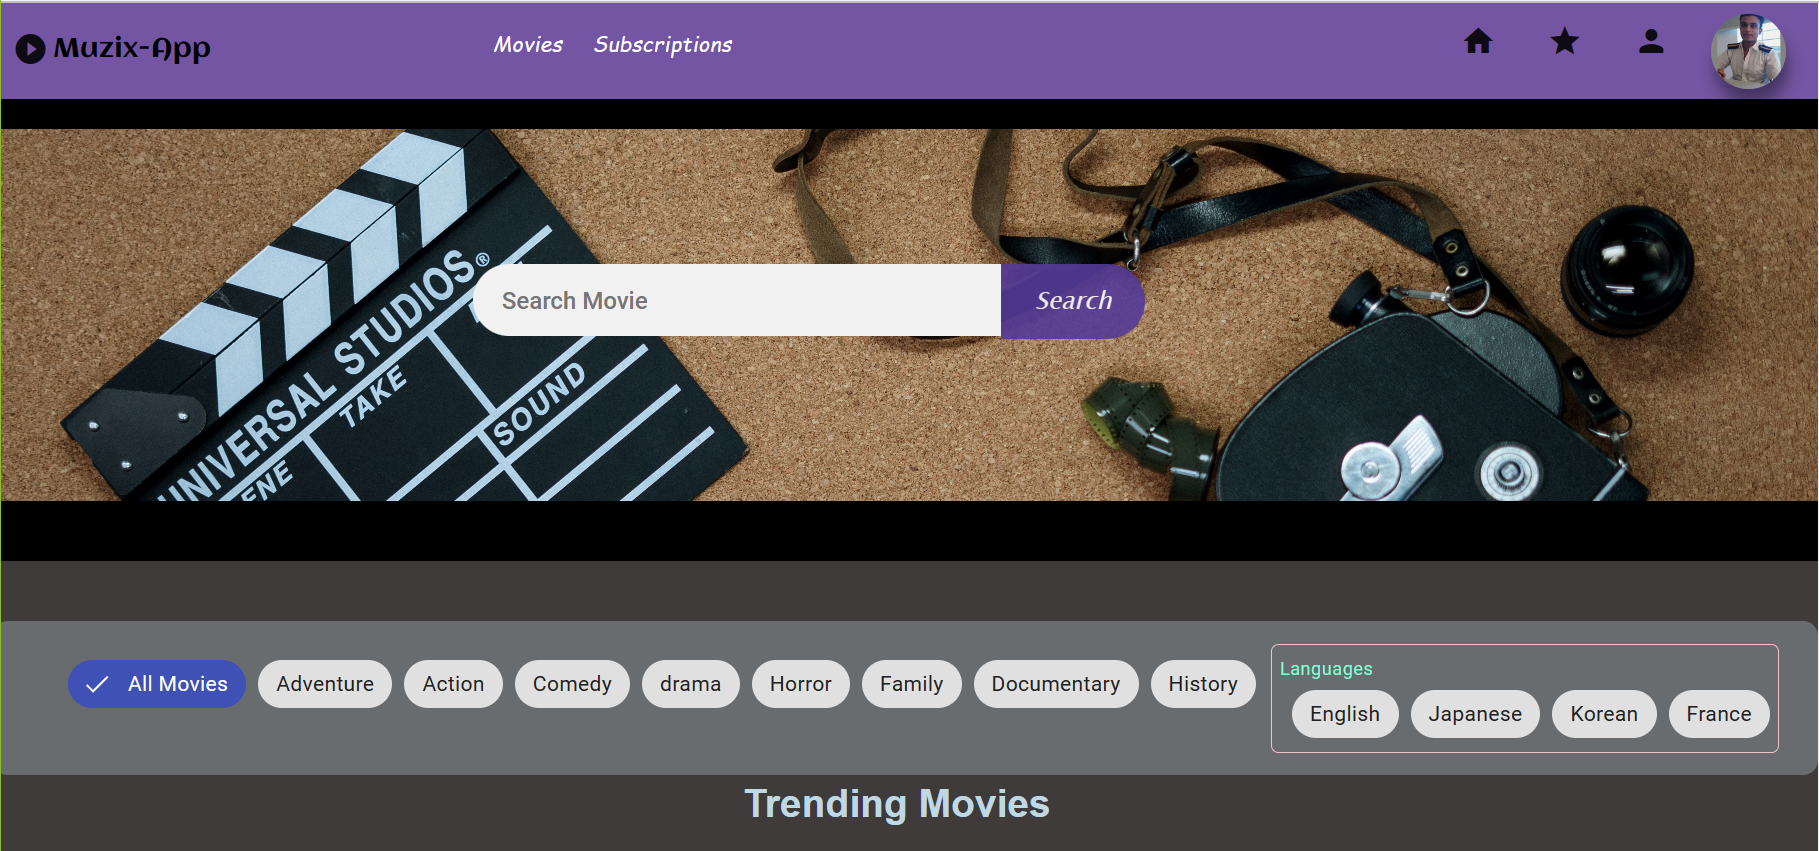 Muzix-App
Movies Subscriptions
UNIVERSAL STUDIOS®
TAKE
SOUND
Search Movie
Search
All Movies Adventure Action Comedy drama Horror Family Documentary History
Languages
English Japanese Korean France
Trending Movies